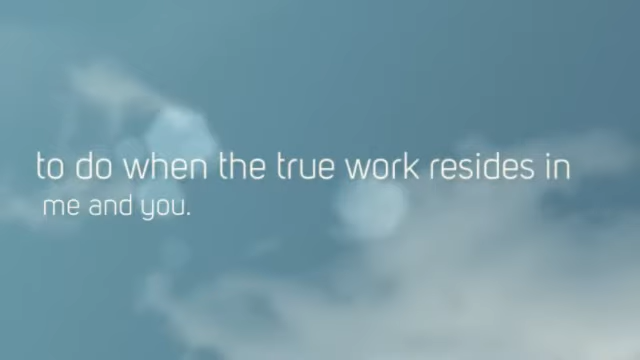 to do when the true work resides in
me and you.